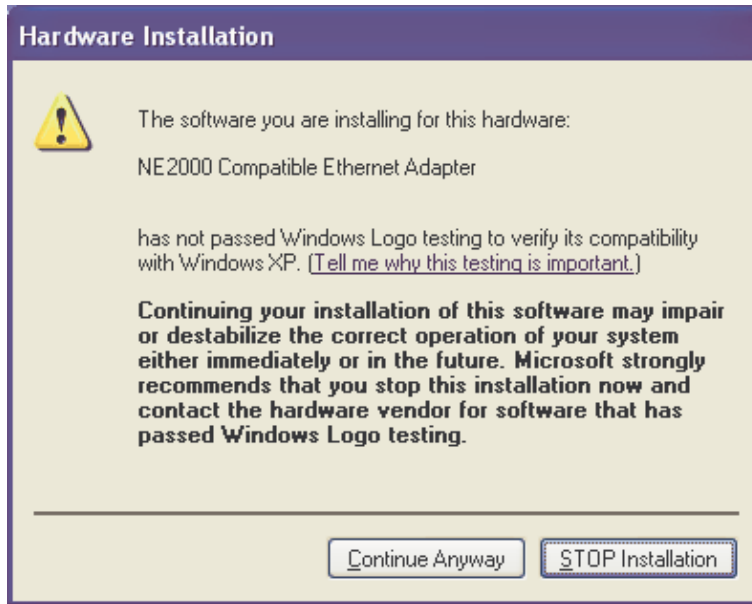 Hardware Installation
The software you are installing for this hardware:
NE2000 Compatible Ethernet Adapter
has not passed Windows Logo testing to verify its compatibility
with Windows XP. (Tell me why this testing is important.)
Continuing your installation of this software may impair
or destabilize the correct operation of your system
either immediately or in the future. Microsoft strongly
recommends that you stop this installation now and
contact the hardware vendor for software that has
passed Windows Logo testing.
Continue Anyway
STOP Installation